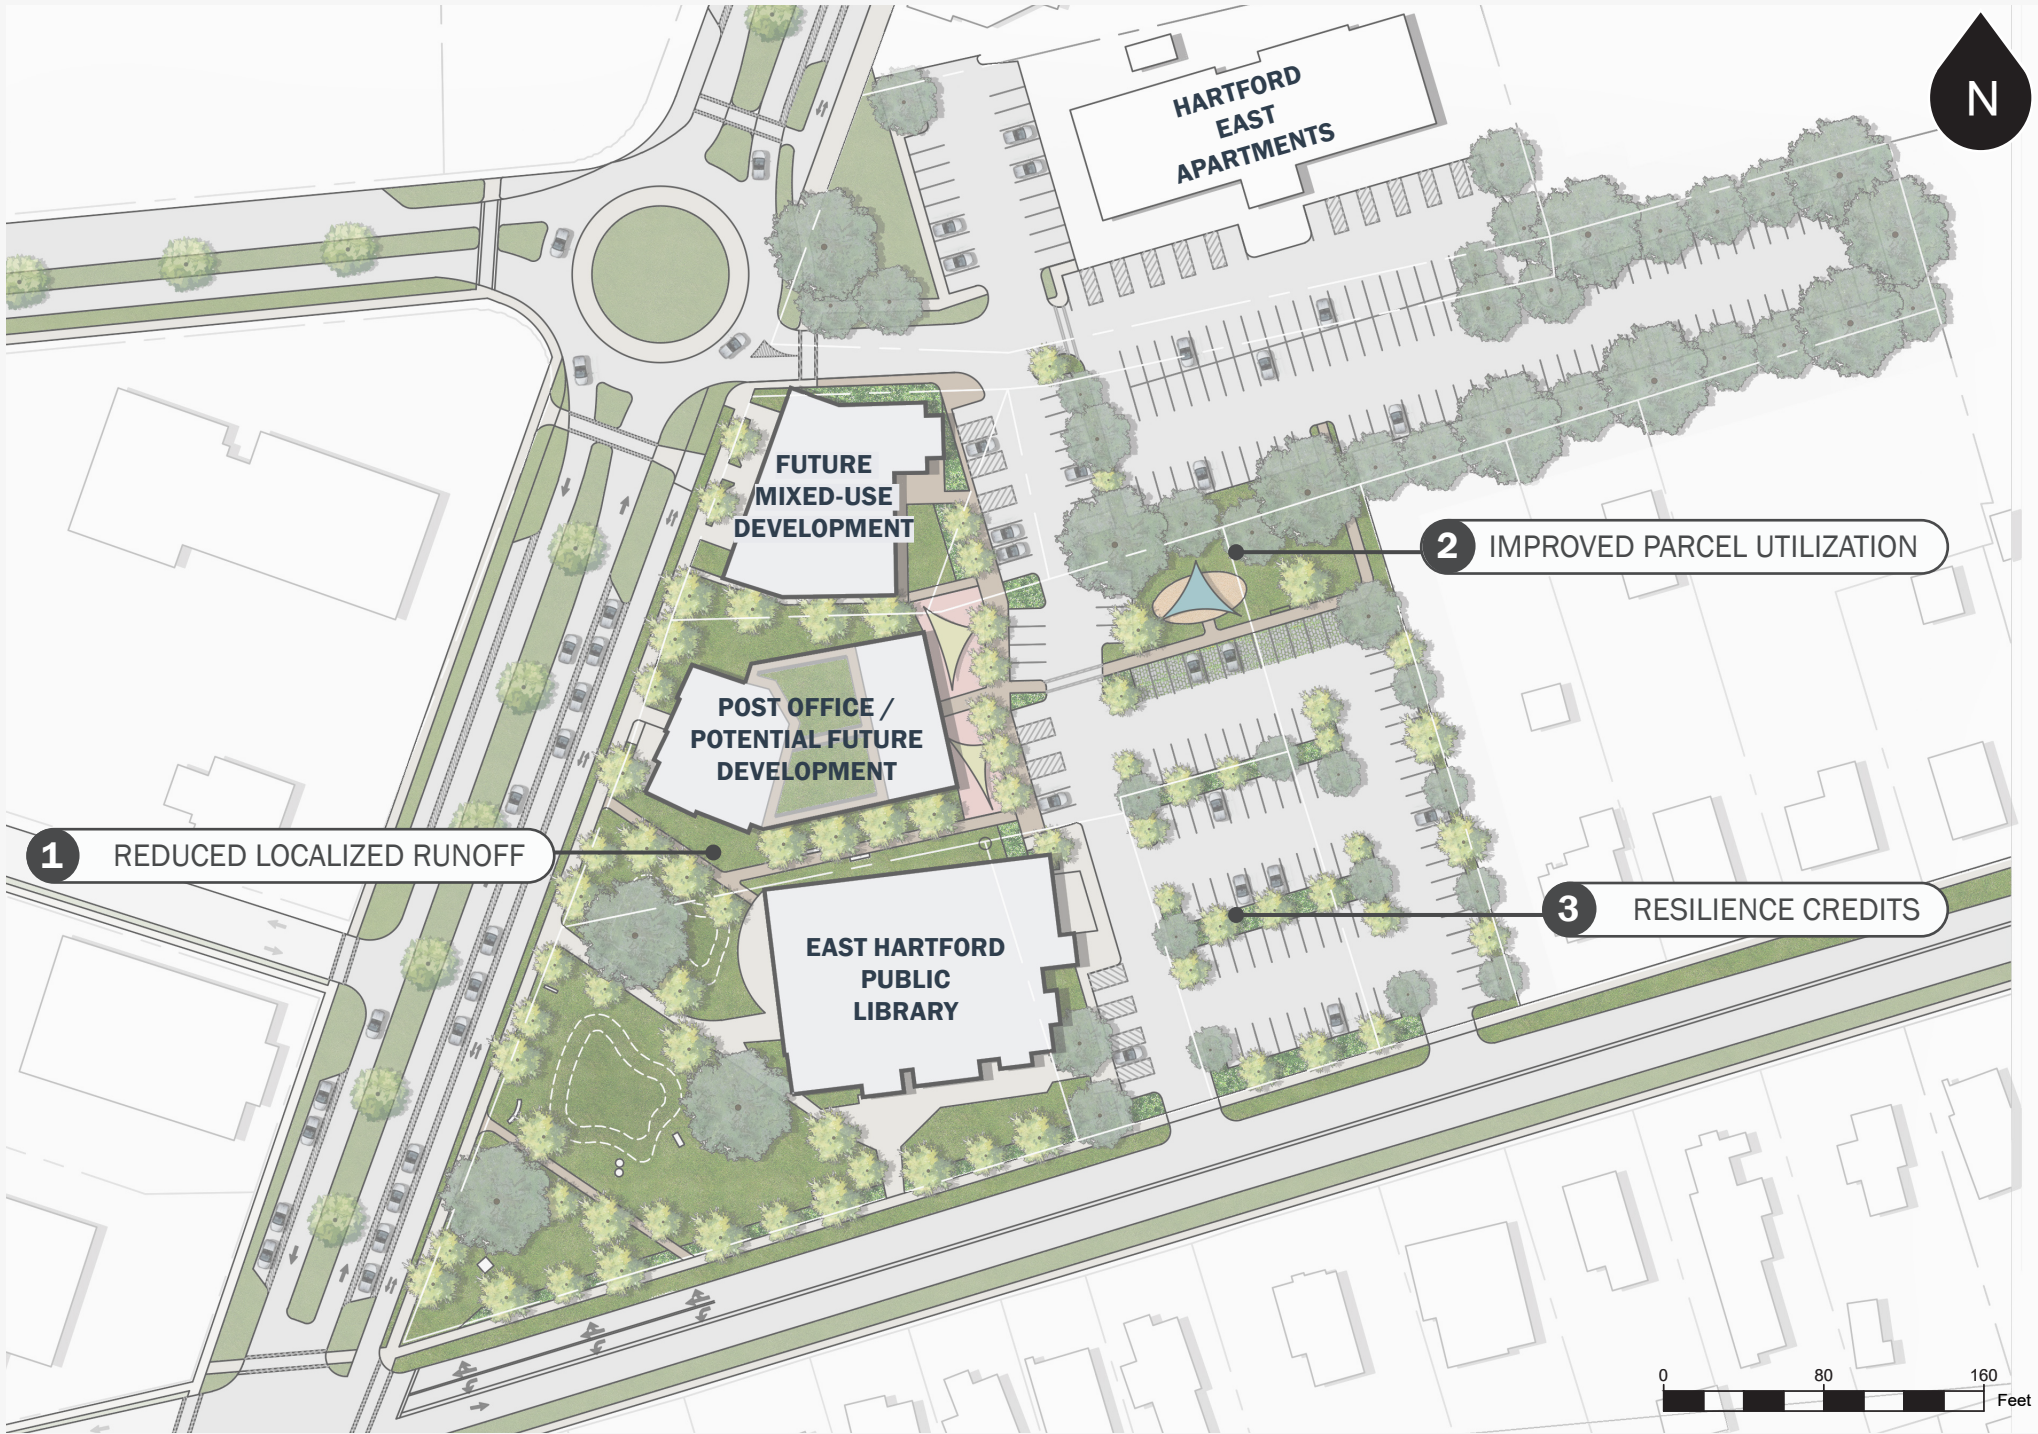 N
HARTFORD
EAST
APARTMENTS
FUTURE
MIXED-USE
DEVELOPMENT
2 IMPROVED PARCEL UTILIZATION
POST OFFICE /
POTENTIAL FUTURE
DEVELOPMENT
1 REDUCED LOCALIZED RUNOFF
3 RESILIENCE CREDITS
EAST HARTFORD
PUBLIC
LIBRARY
0 80 160
Feet